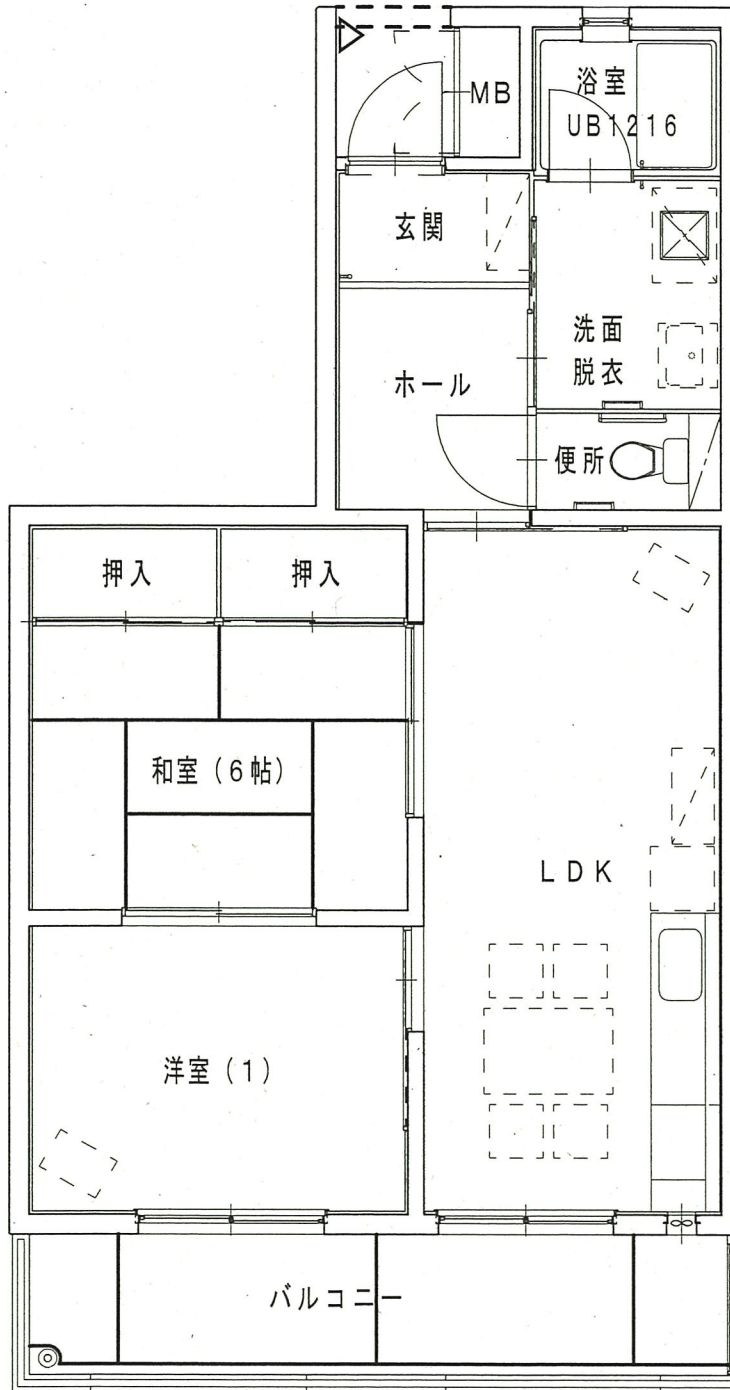 MB
浴室
UB1216
玄関
洗面
脱衣
ホール
便所
押入
押入
和室（6帖）
LDK
洋室（1）
バルコニー